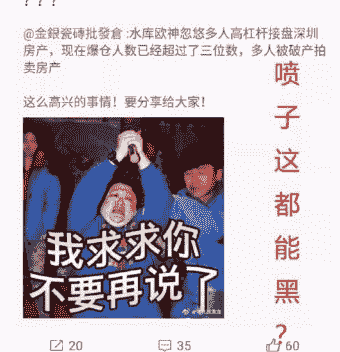 ? ? ?
@金銀瓷磚批發倉 :水库欧神忽悠多人高杠杆接盘深圳
房产，现在爆仓人数已经超过了三位数，多人被破产拍
卖房产
这么高兴的事情！要分享给大家！
我求求你
不要再说了
喷
子
这
都
能
黑
?
20
35
60